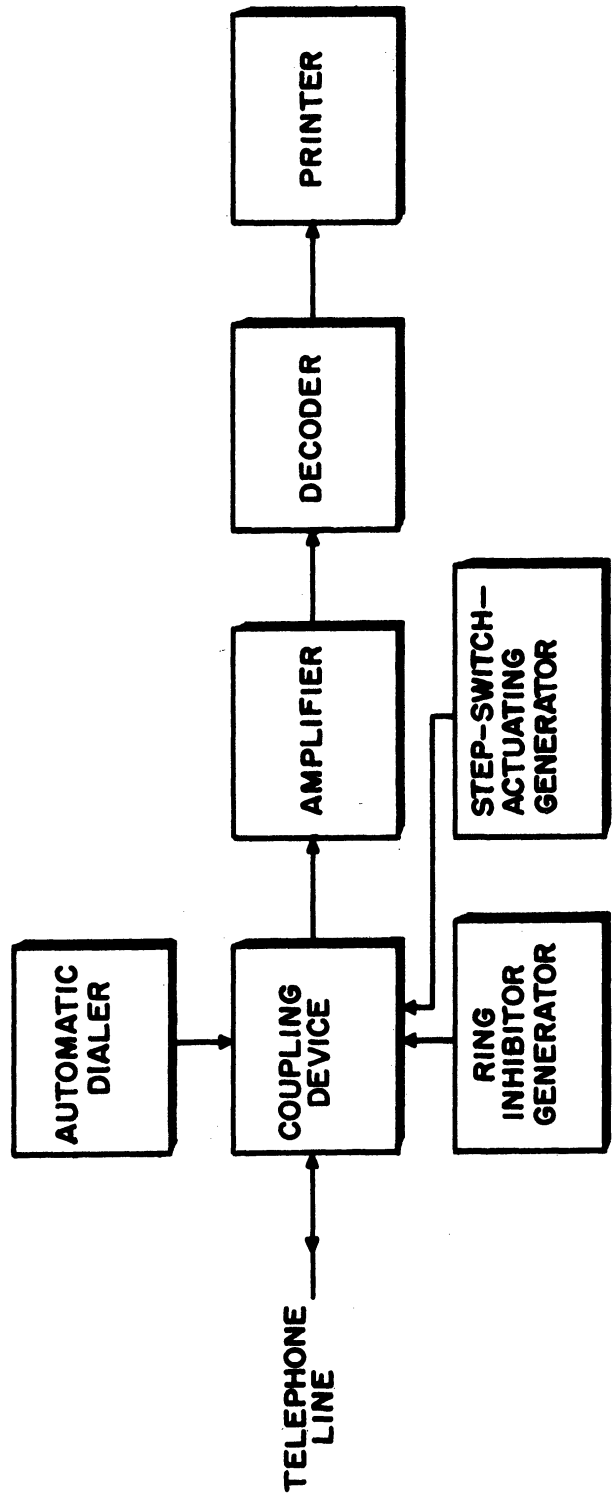 AUTOMATIC
DIALER
TELEPHONE
LINE
COUPLING
DEVICE
AMPLIFIER
DECODER
PRINTER
RING
INHIBITOR
GENERATOR
STEP-SWITCH-
ACTUATING
GENERATOR